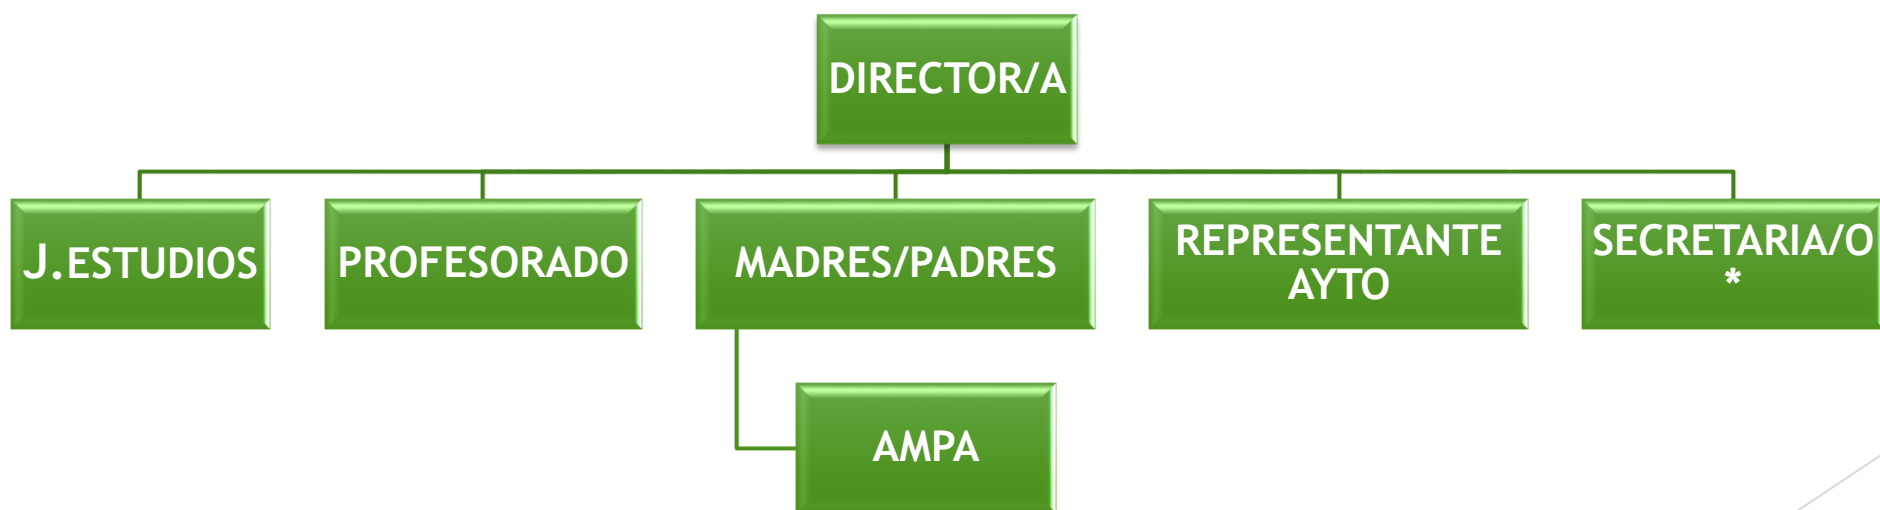 DIRECTOR/A
J.ESTUDIOS
PROFESORADO
MADRES/PADRES
REPRESENTANTE
AYTO
SECRETARIA/O
*
AMPA